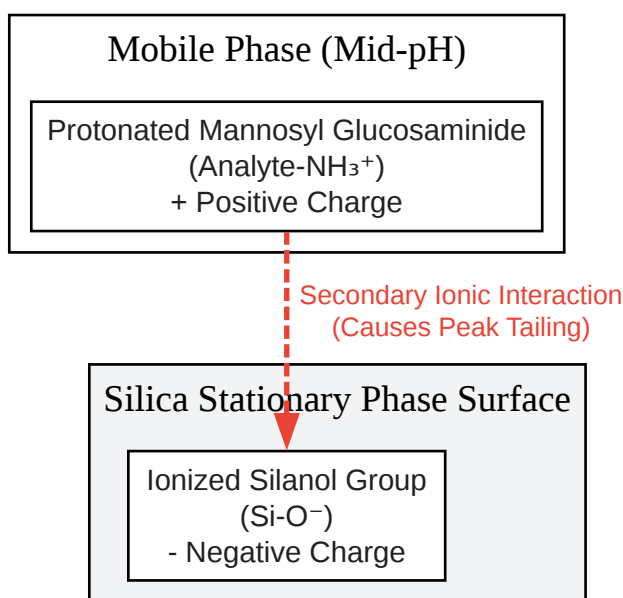 Mobile Phase (Mid-pH)
Protonated Mannosyl Glucosaminide
(Analyte-NH₃⁺)
+ Positive Charge
Secondary Ionic Interaction
(Causes Peak Tailing)
Silica Stationary Phase Surface
Ionized Silanol Group
(Si-O⁻)
- Negative Charge